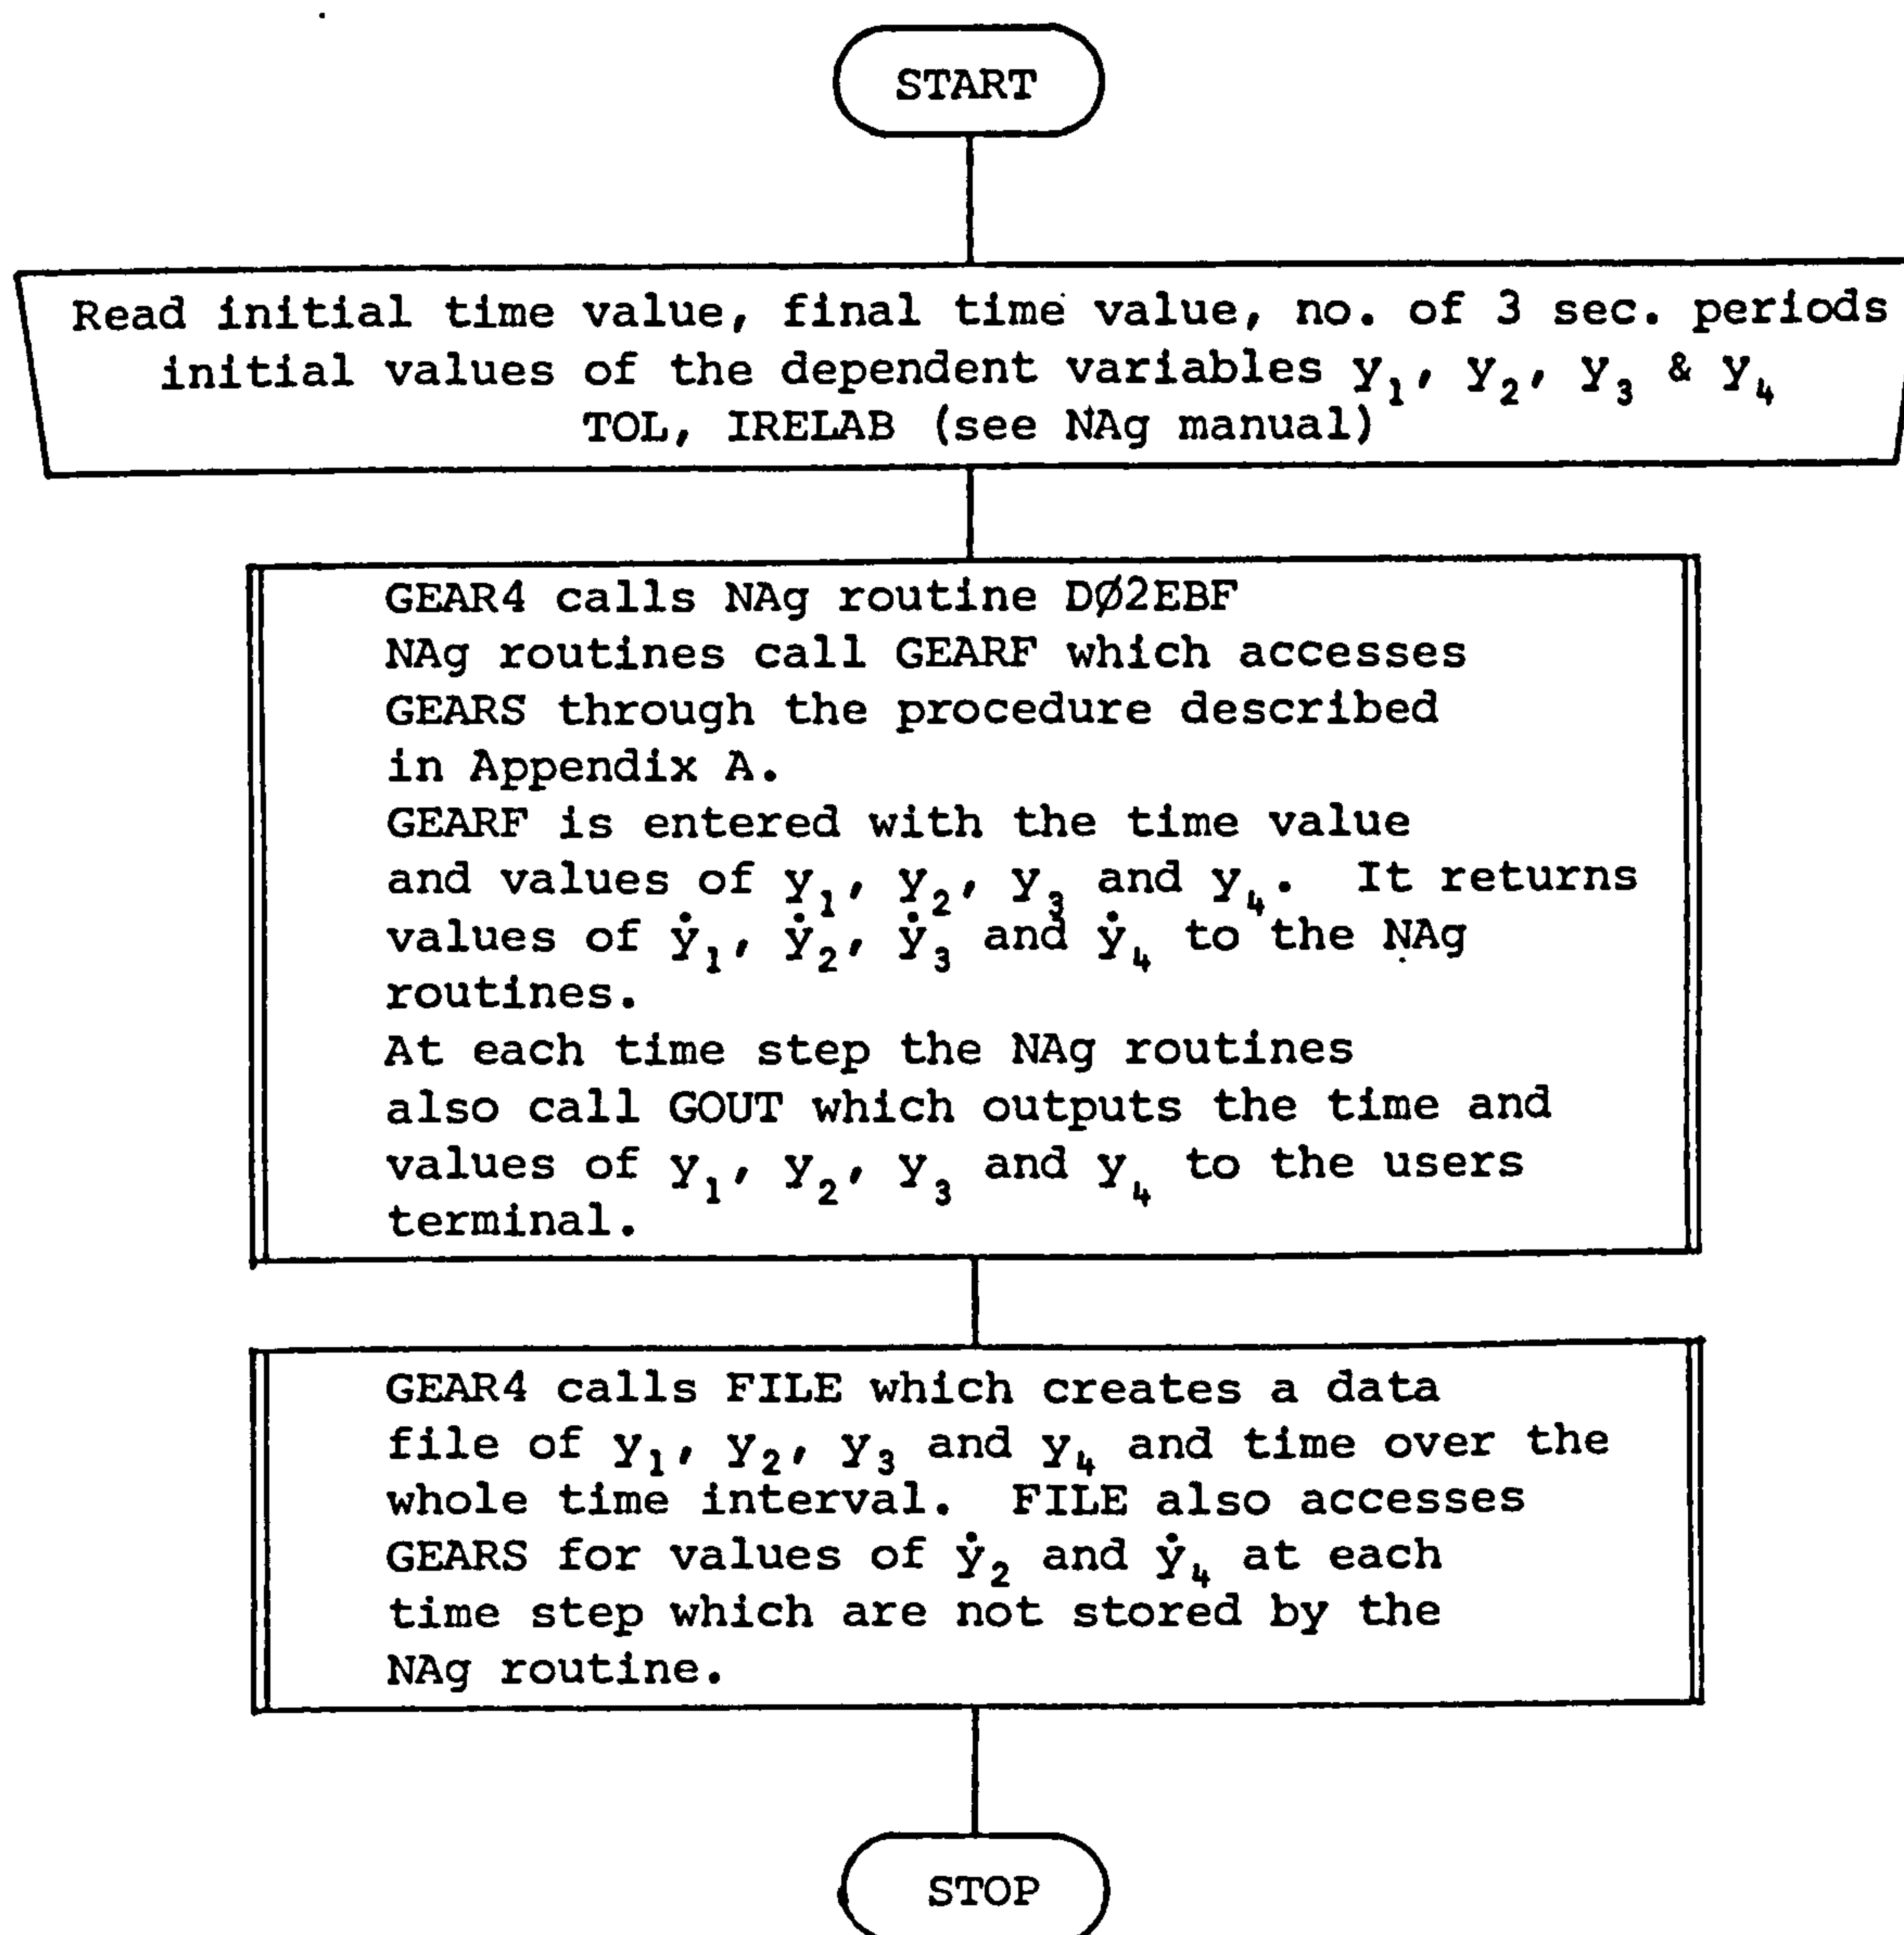 START
Read initial time value, final time value, no. of 3 sec. periods
initial values of the dependent variables y₁, y₂, y₃ & y₄
TOL, IRELAB (see NAg manual)
GEAR4 calls NAg routine DØ2EBF
NAg routines call GEARF which accesses
GEARS through the procedure described
in Appendix A.
GEARF is entered with the time value
and values of y₁, y₂, y₃ and y₄. It returns
values of ẏ₁, ẏ₂, ẏ₃ and ẏ₄ to the NAg
routines.
At each time step the NAg routines
also call GOUT which outputs the time and
values of y₁, y₂, y₃ and y₄ to the users
terminal.
GEAR4 calls FILE which creates a data
file of y₁, y₂, y₃ and y₄ and time over the
whole time interval. FILE also accesses
GEARS for values of ẏ₂ and ẏ₄ at each
time step which are not stored by the
NAg routine.
STOP